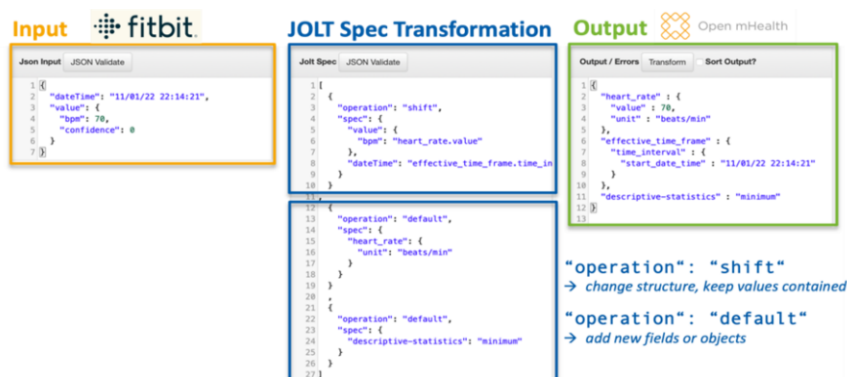 Input fitbit.
Json Input JSON Validate
1 {
2 "dateTime": "11/01/22 22:14:21",
3 "value": {
4 "bpm": 70,
5 "confidence": 0
6 }
7 }
JOLT Spec Transformation
Jolt Spec JSON Validate
1 [
2 {
3 "operation": "shift",
4 "spec": {
5 "value": {
6 "bpm": "heart_rate.value"
7 },
8 "dateTime": "effective_time_frame.time_in
9 }
10 }
11 ,
12 {
13 "operation": "default",
14 "spec": {
15 "heart_rate": {
16 "unit": "beats/min"
17 }
18 }
19 }
20 ,
21 {
22 "operation": "default",
23 "spec": {
24 "descriptive-statistics": "minimum"
25 }
26 }
27 ]
Output Open mHealth
Output / Errors Transform Sort Output?
1 {
2 "heart_rate" : {
3 "value" : 70,
4 "unit" : "beats/min"
5 },
6 "effective_time_frame" : {
7 "time_interval" : {
8 "start_date_time" : "11/01/22 22:14:21"
9 }
10 },
11 "descriptive-statistics" : "minimum"
12 }
13
"operation": "shift"
→ change structure, keep values contained
"operation": "default"
→ add new fields or objects